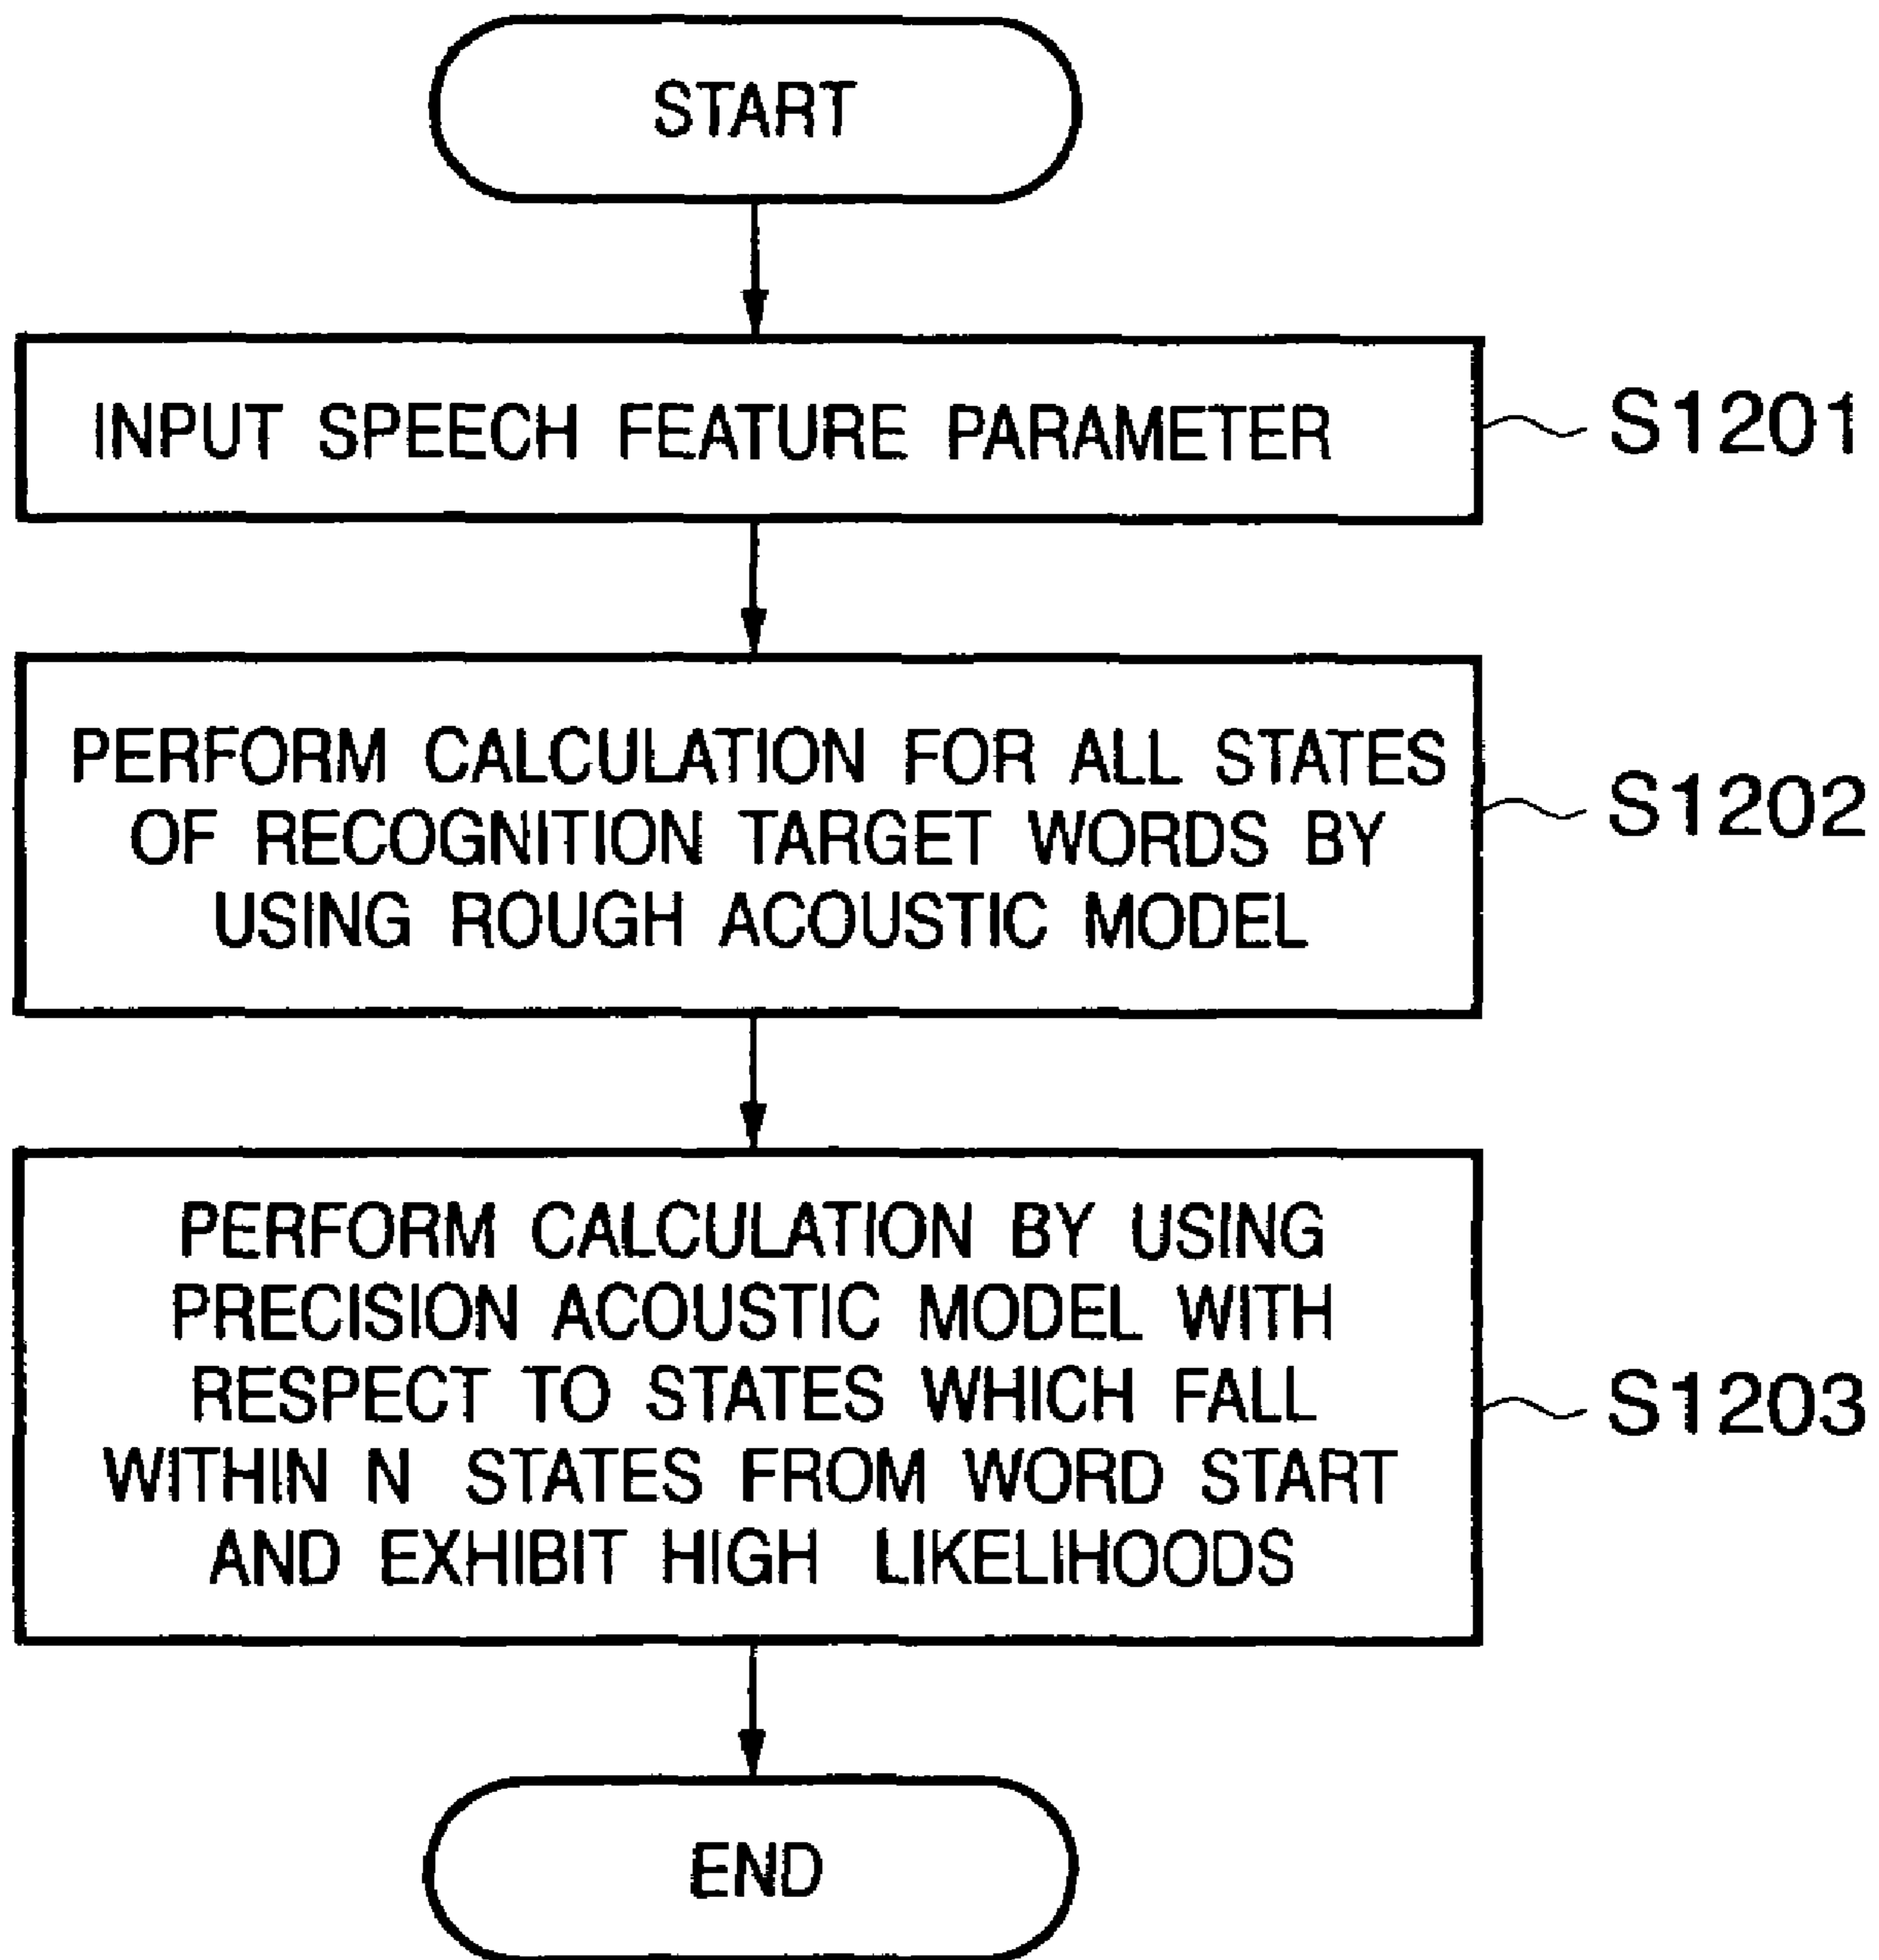 START
INPUT SPEECH FEATURE PARAMETER
S1201
PERFORM CALCULATION FOR ALL STATES
OF RECOGNITION TARGET WORDS BY
USING ROUGH ACOUSTIC MODEL
S1202
PERFORM CALCULATION BY USING
PRECISION ACOUSTIC MODEL WITH
RESPECT TO STATES WHICH FALL
WITHIN N STATES FROM WORD START
AND EXHIBIT HIGH LIKELIHOODS
S1203
END